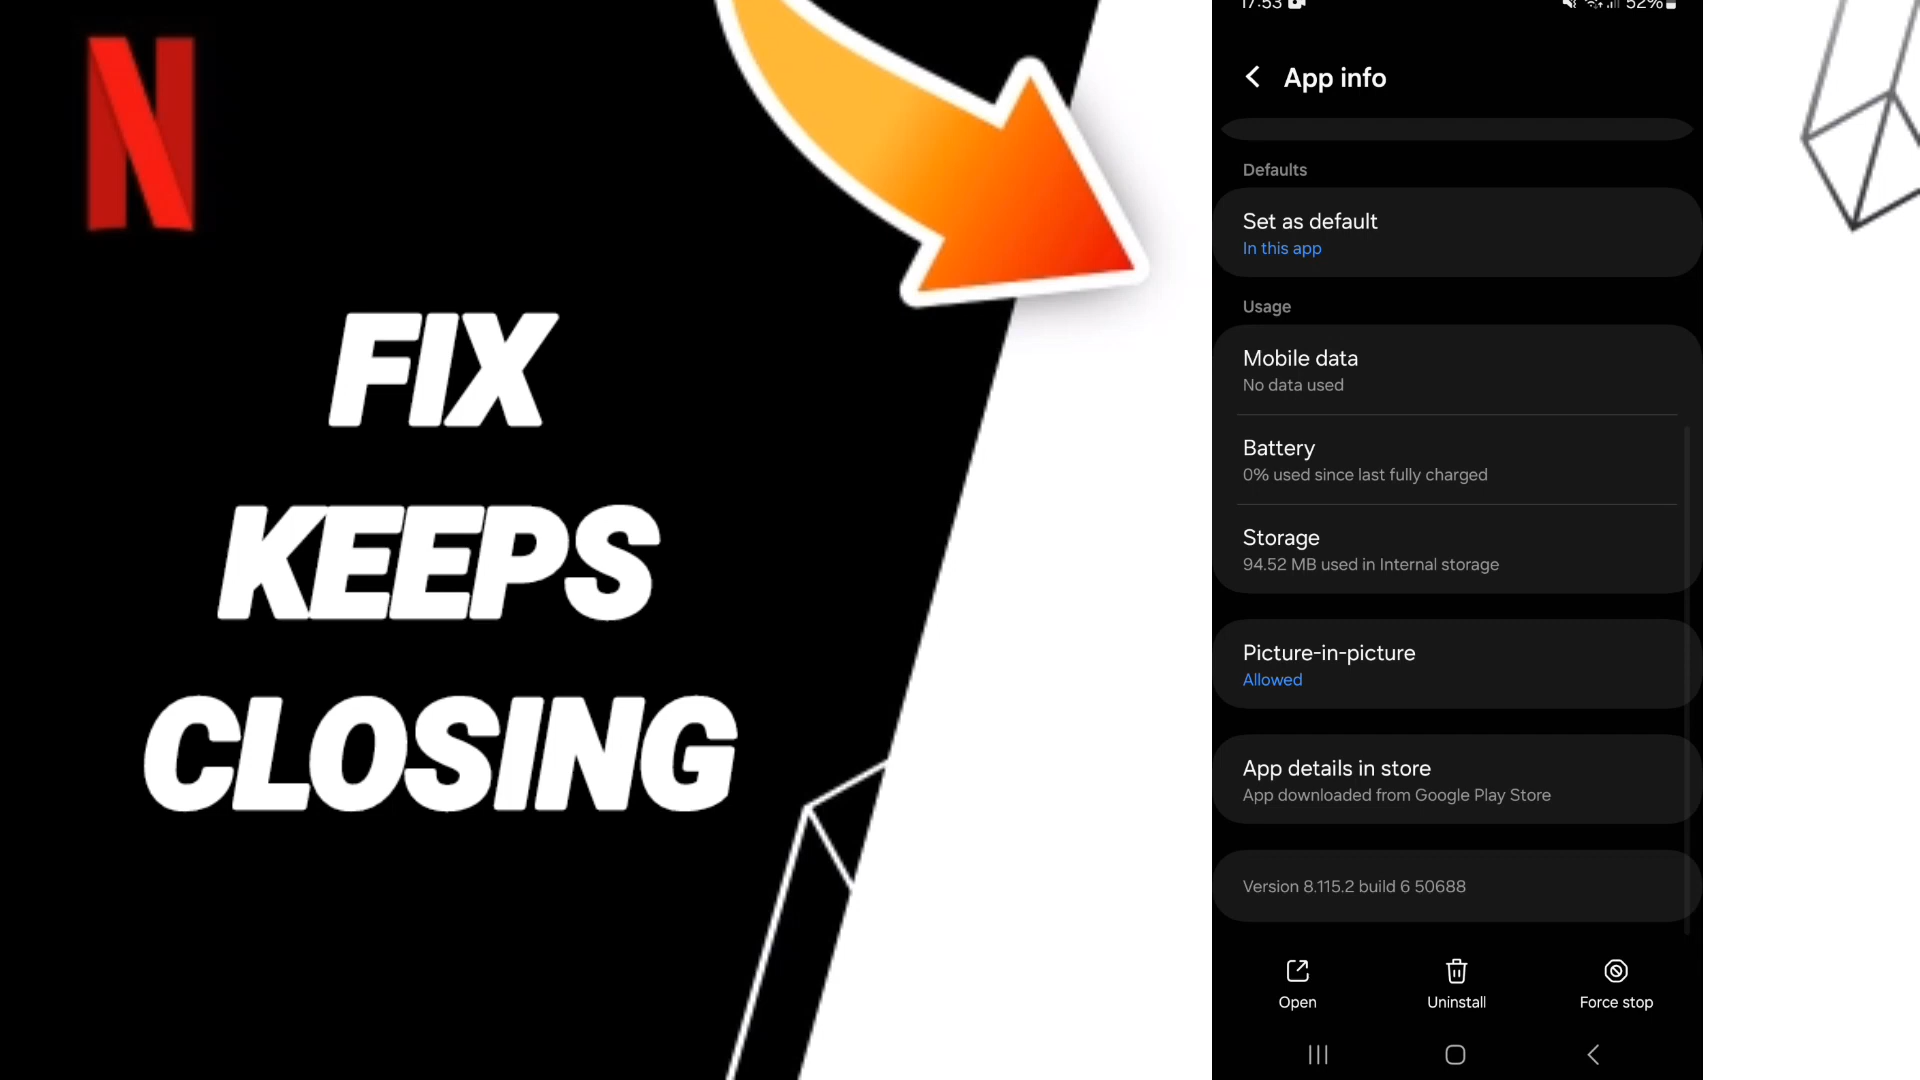 N
FIX
KEEPS
CLOSING
17:53
52%
App info
Defaults
Set as default
In this app
Usage
Mobile data
No data used
Battery
0% used since last fully charged
Storage
94.52 MB used in Internal storage
Picture-in-picture
Allowed
App details in store
App downloaded from Google Play Store
Version 8.115.2 build 6 50688
Open
Uninstall
Force stop